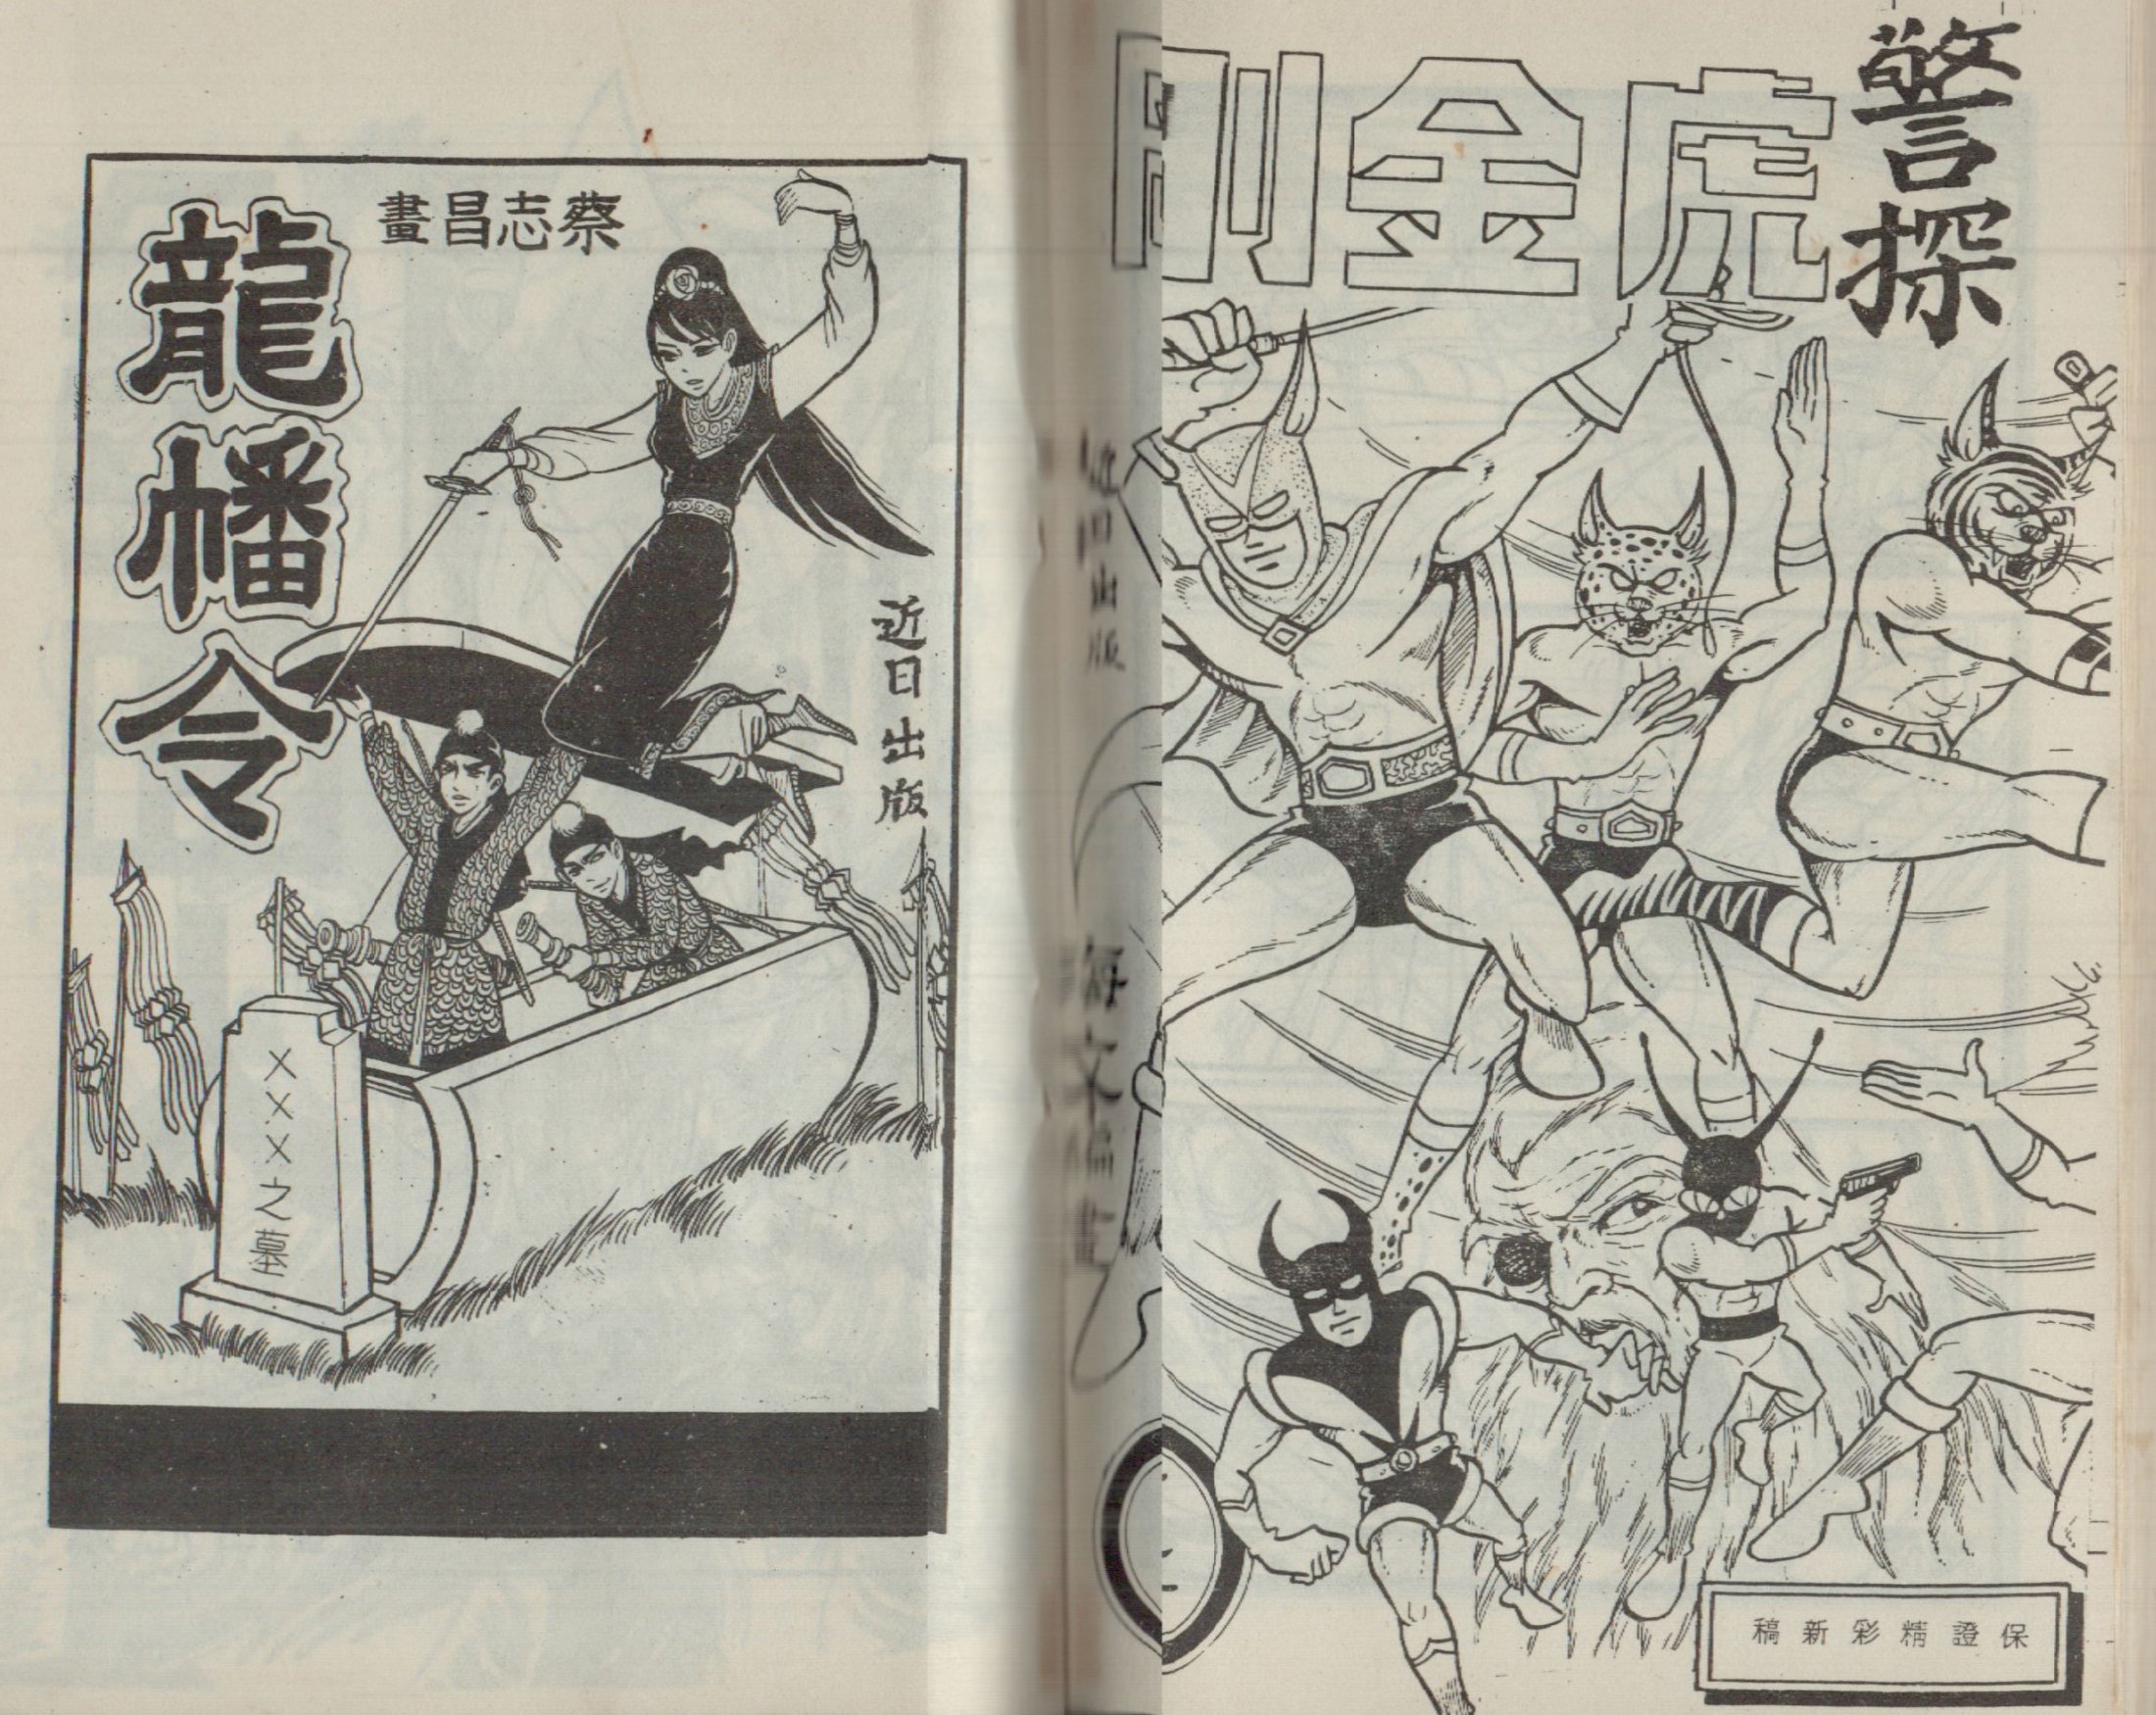 警探
虎金剛
保證精彩新稿
蔡志昌畫
龍幡令
近日出版
×××之墓